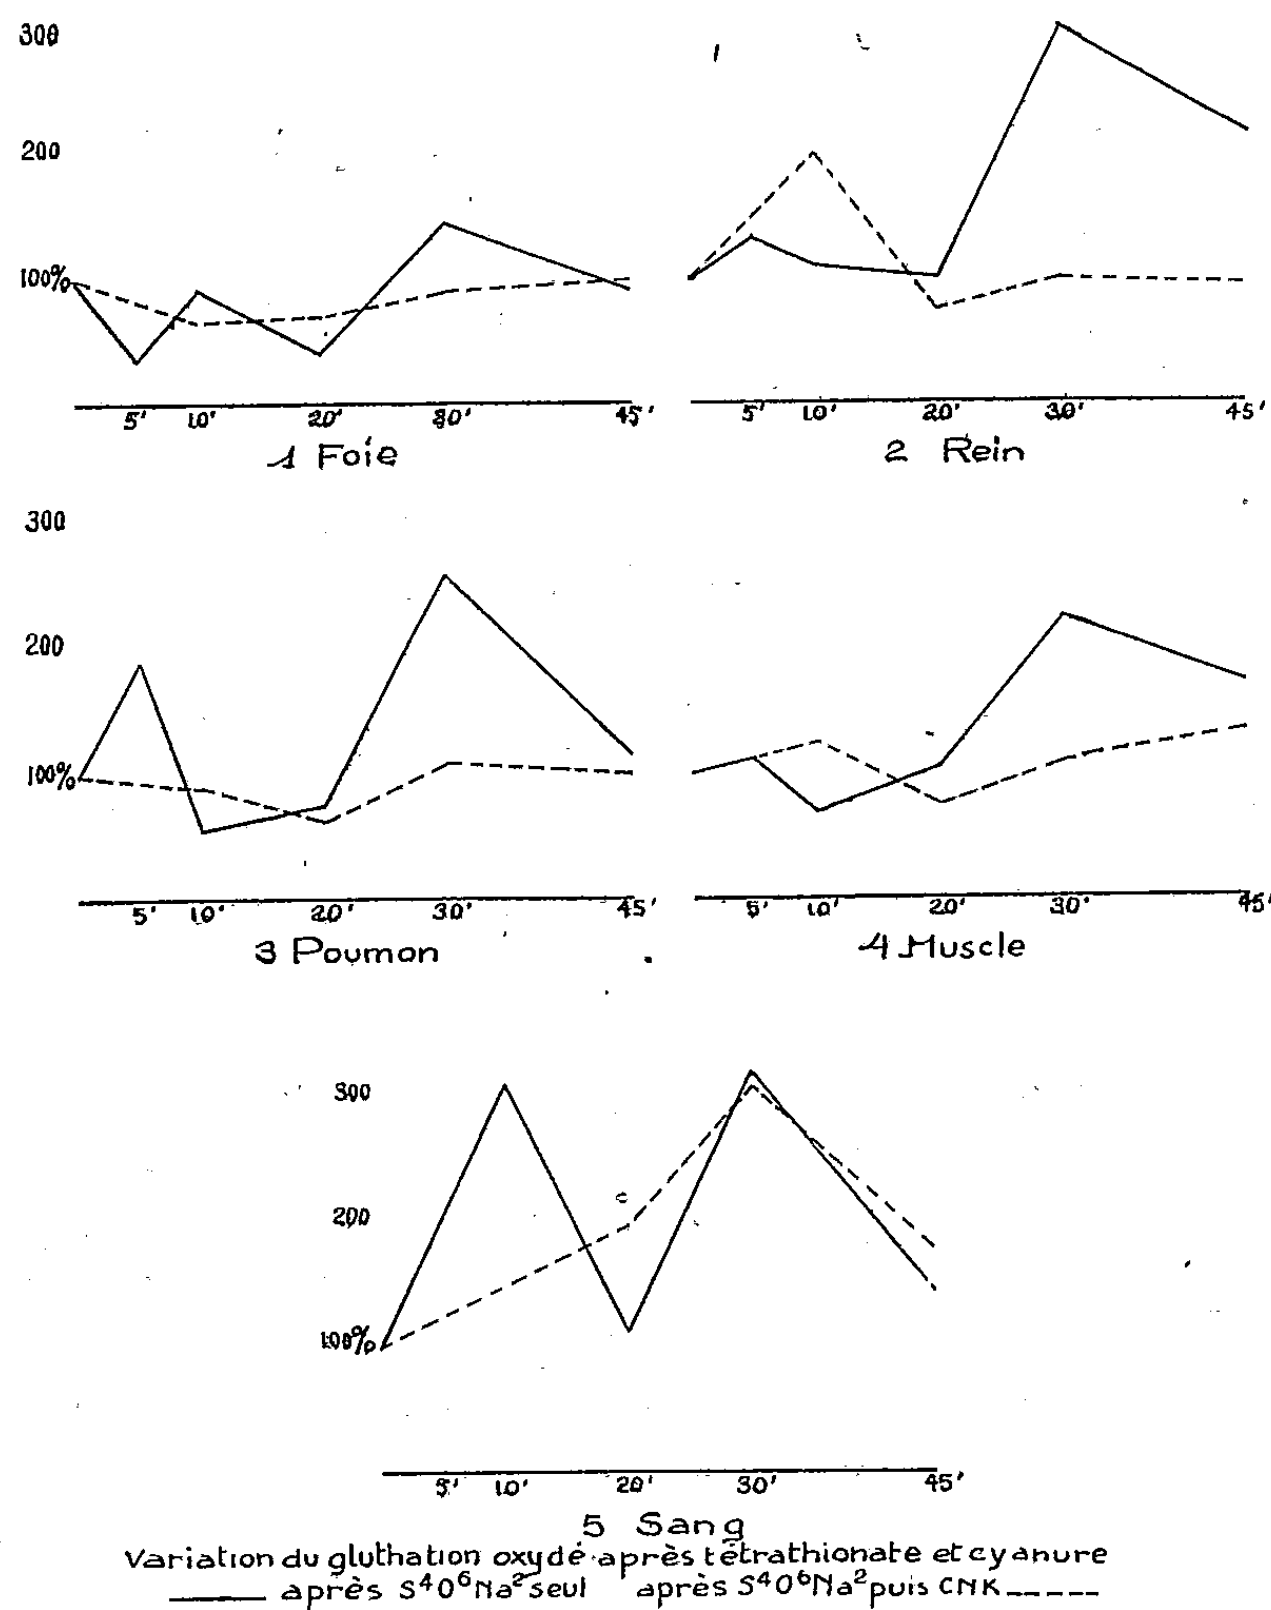 300
200
100%
5' 10' 20' 30' 45'
1 Foie
5' 10' 20' 30' 45'
2 Rein
300
200
100%
5' 10' 20' 30' 45'
3 Poumon
5' 10' 20' 30' 45'
4 Muscle
300
200
100%
5' 10' 20' 30' 45'
5 Sang
Variation du gluthation oxydé après tétrathionate et cyanure
après S⁴O⁶Na² seul après S⁴O⁶Na² puis CNK